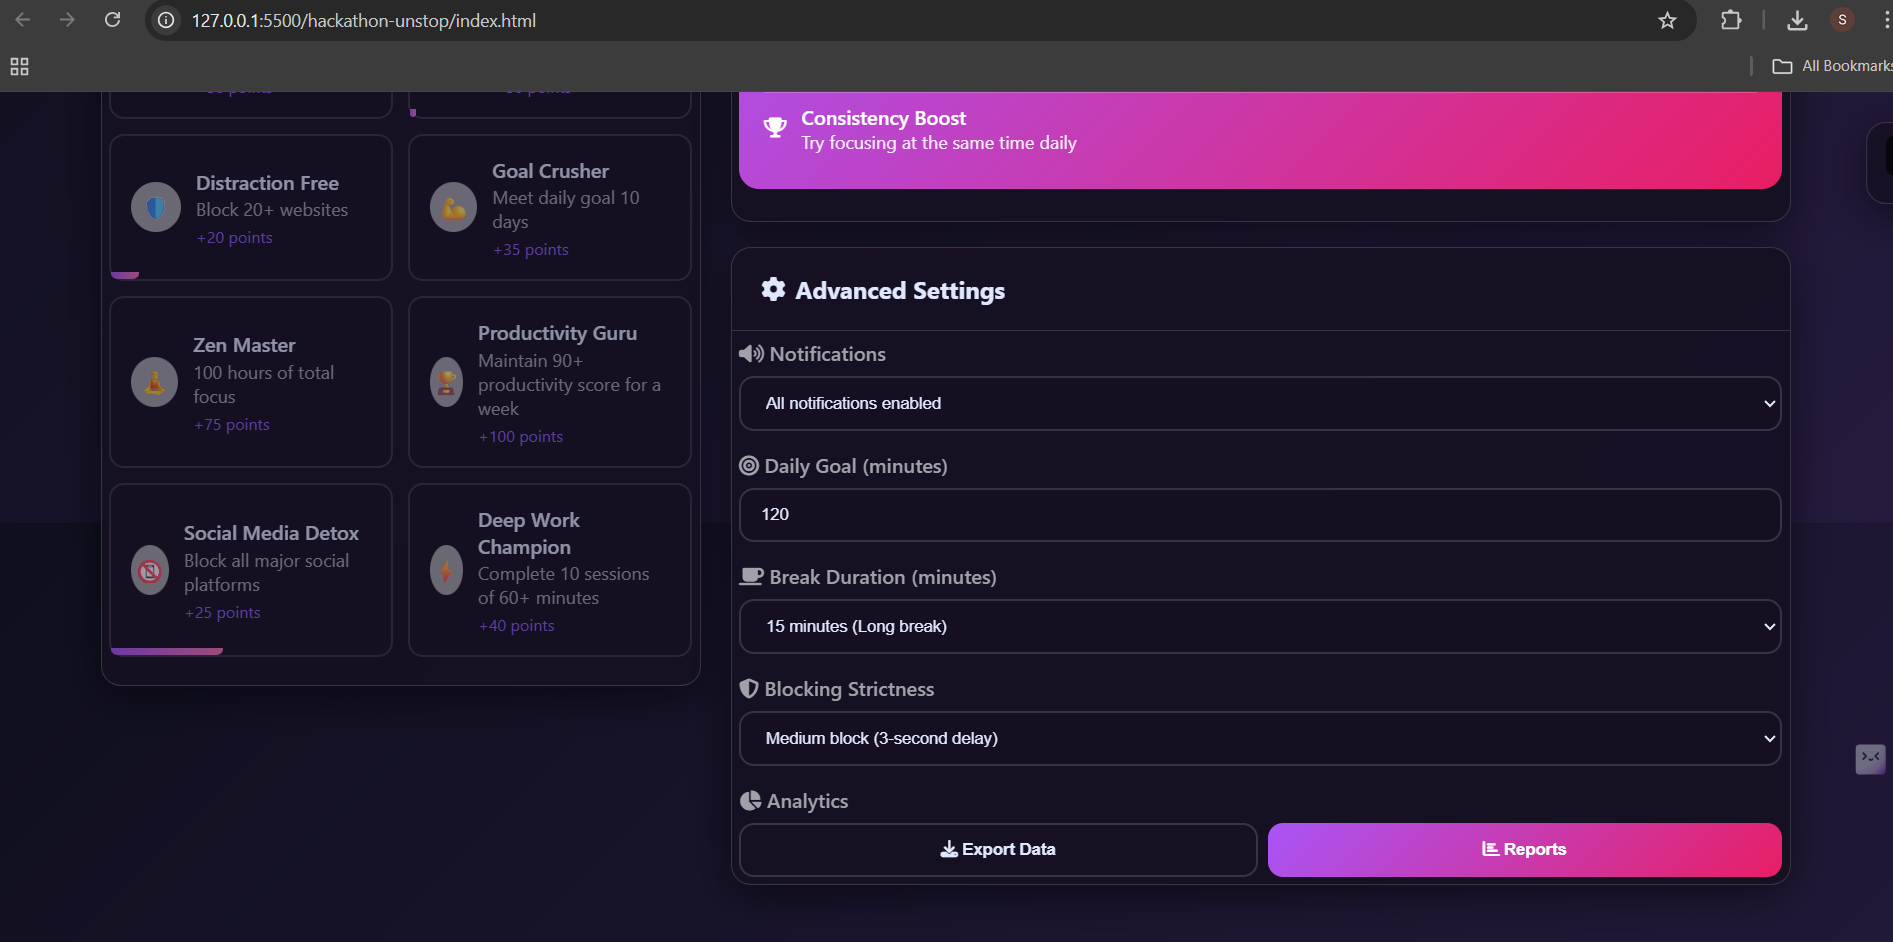 127.0.0.1:5500/hackathon-unstop/index.html
S
All Bookmarks
Distraction Free
Block 20+ websites
+20 points
Goal Crusher
Meet daily goal 10
days
+35 points
Zen Master
100 hours of total
focus
+75 points
Productivity Guru
Maintain 90+
productivity score for a
week
+100 points
Social Media Detox
Block all major social
platforms
+25 points
Deep Work
Champion
Complete 10 sessions
of 60+ minutes
+40 points
Consistency Boost
Try focusing at the same time daily
Advanced Settings
Notifications
All notifications enabled
Daily Goal (minutes)
120
Break Duration (minutes)
15 minutes (Long break)
Blocking Strictness
Medium block (3-second delay)
Analytics
Export Data
Reports